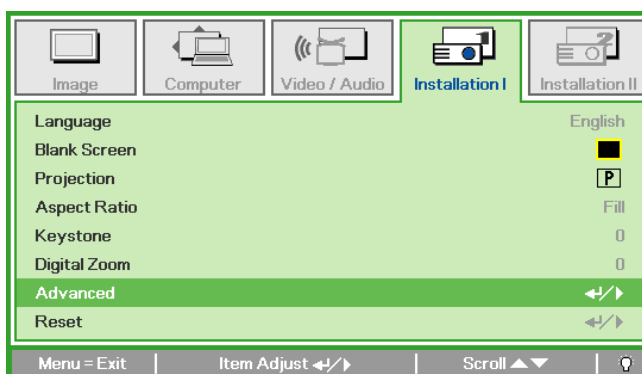 Image Computer Video / Audio Installation I Installation II
Language English
Blank Screen
Projection P
Aspect Ratio Fill
Keystone 0
Digital Zoom 0
Advanced
Reset
Menu = Exit Item Adjust Scroll